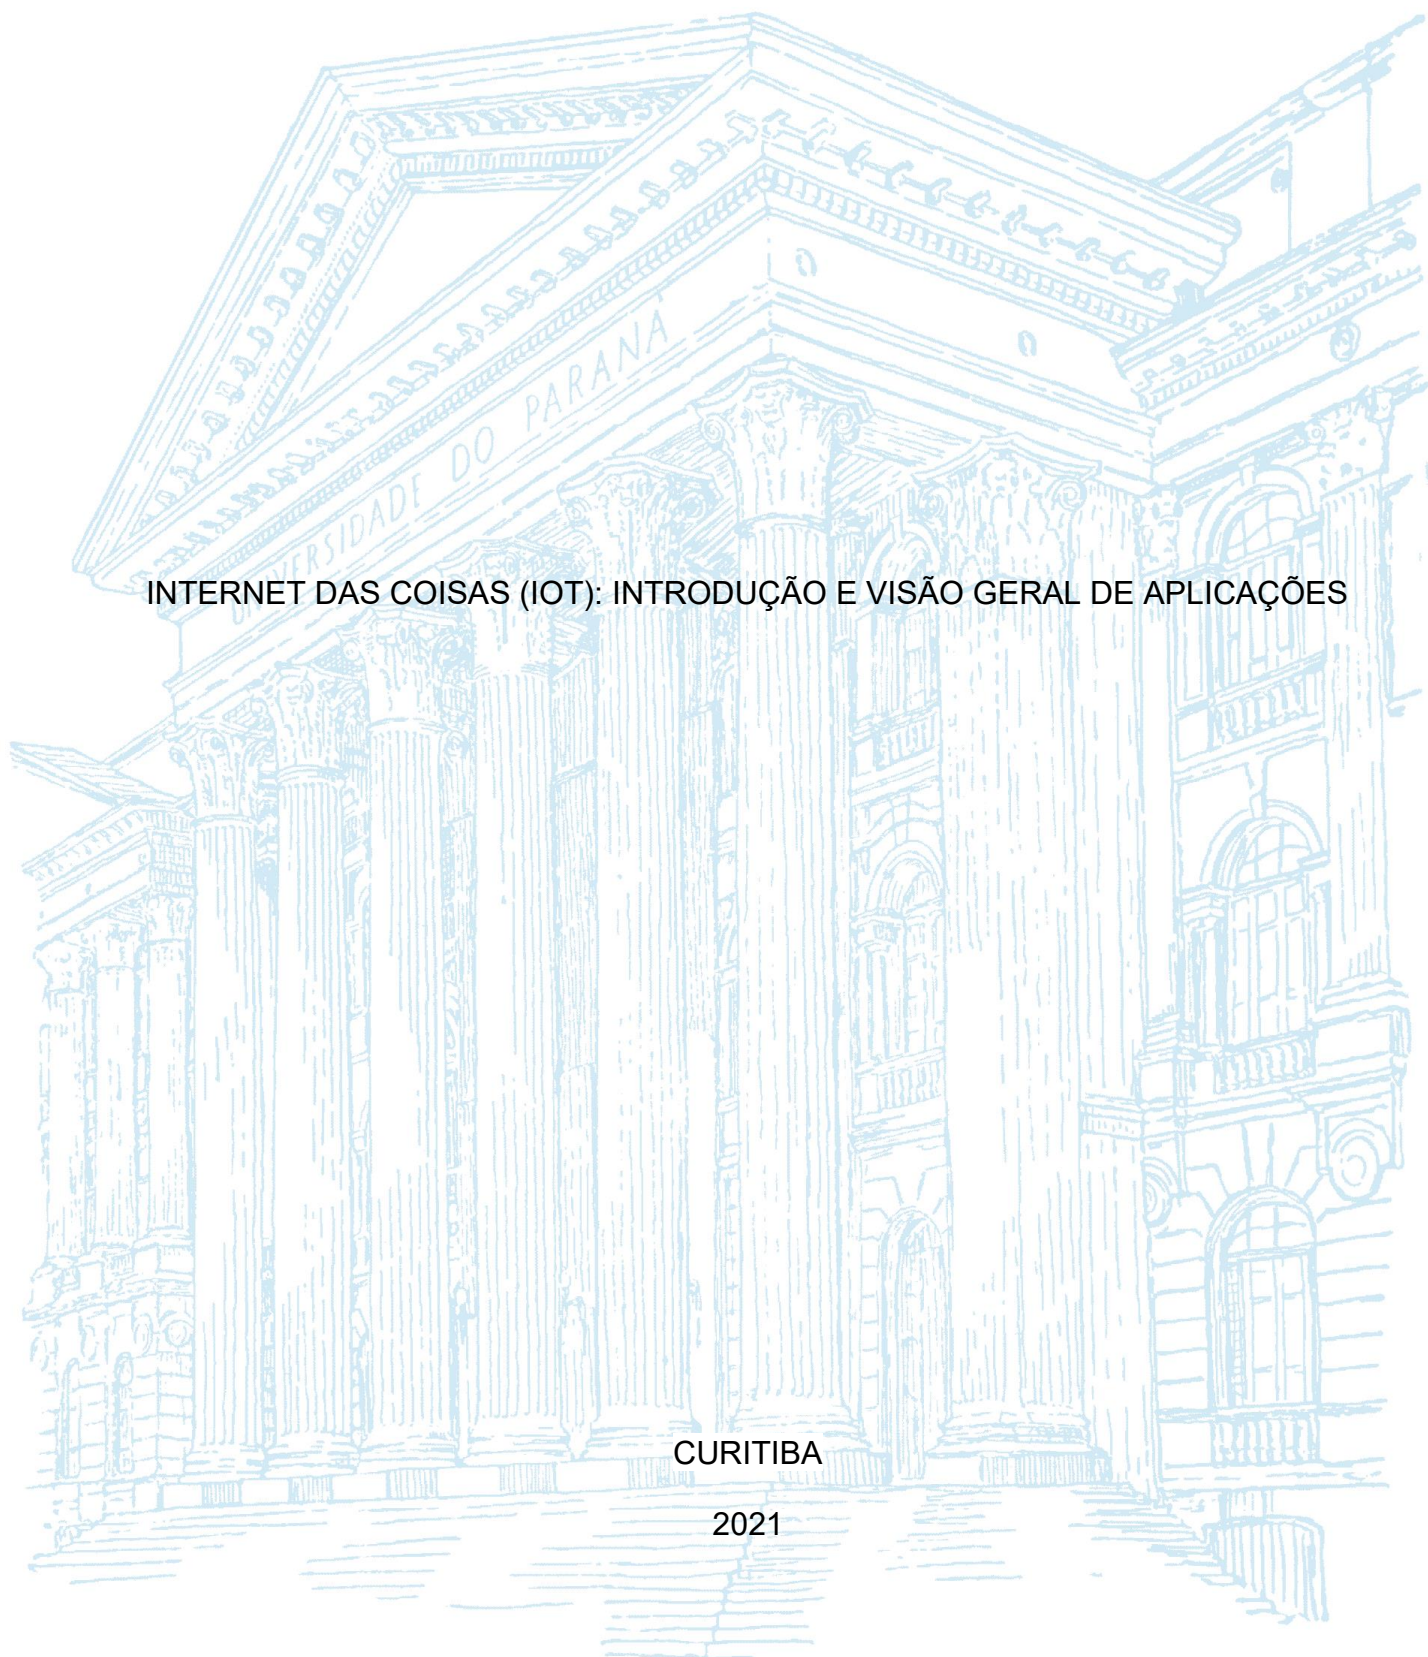 UNIVERSIDADE DO PARANÁ
INTERNET DAS COISAS (IOT): INTRODUÇÃO E VISÃO GERAL DE APLICAÇÕES
CURITIBA
2021